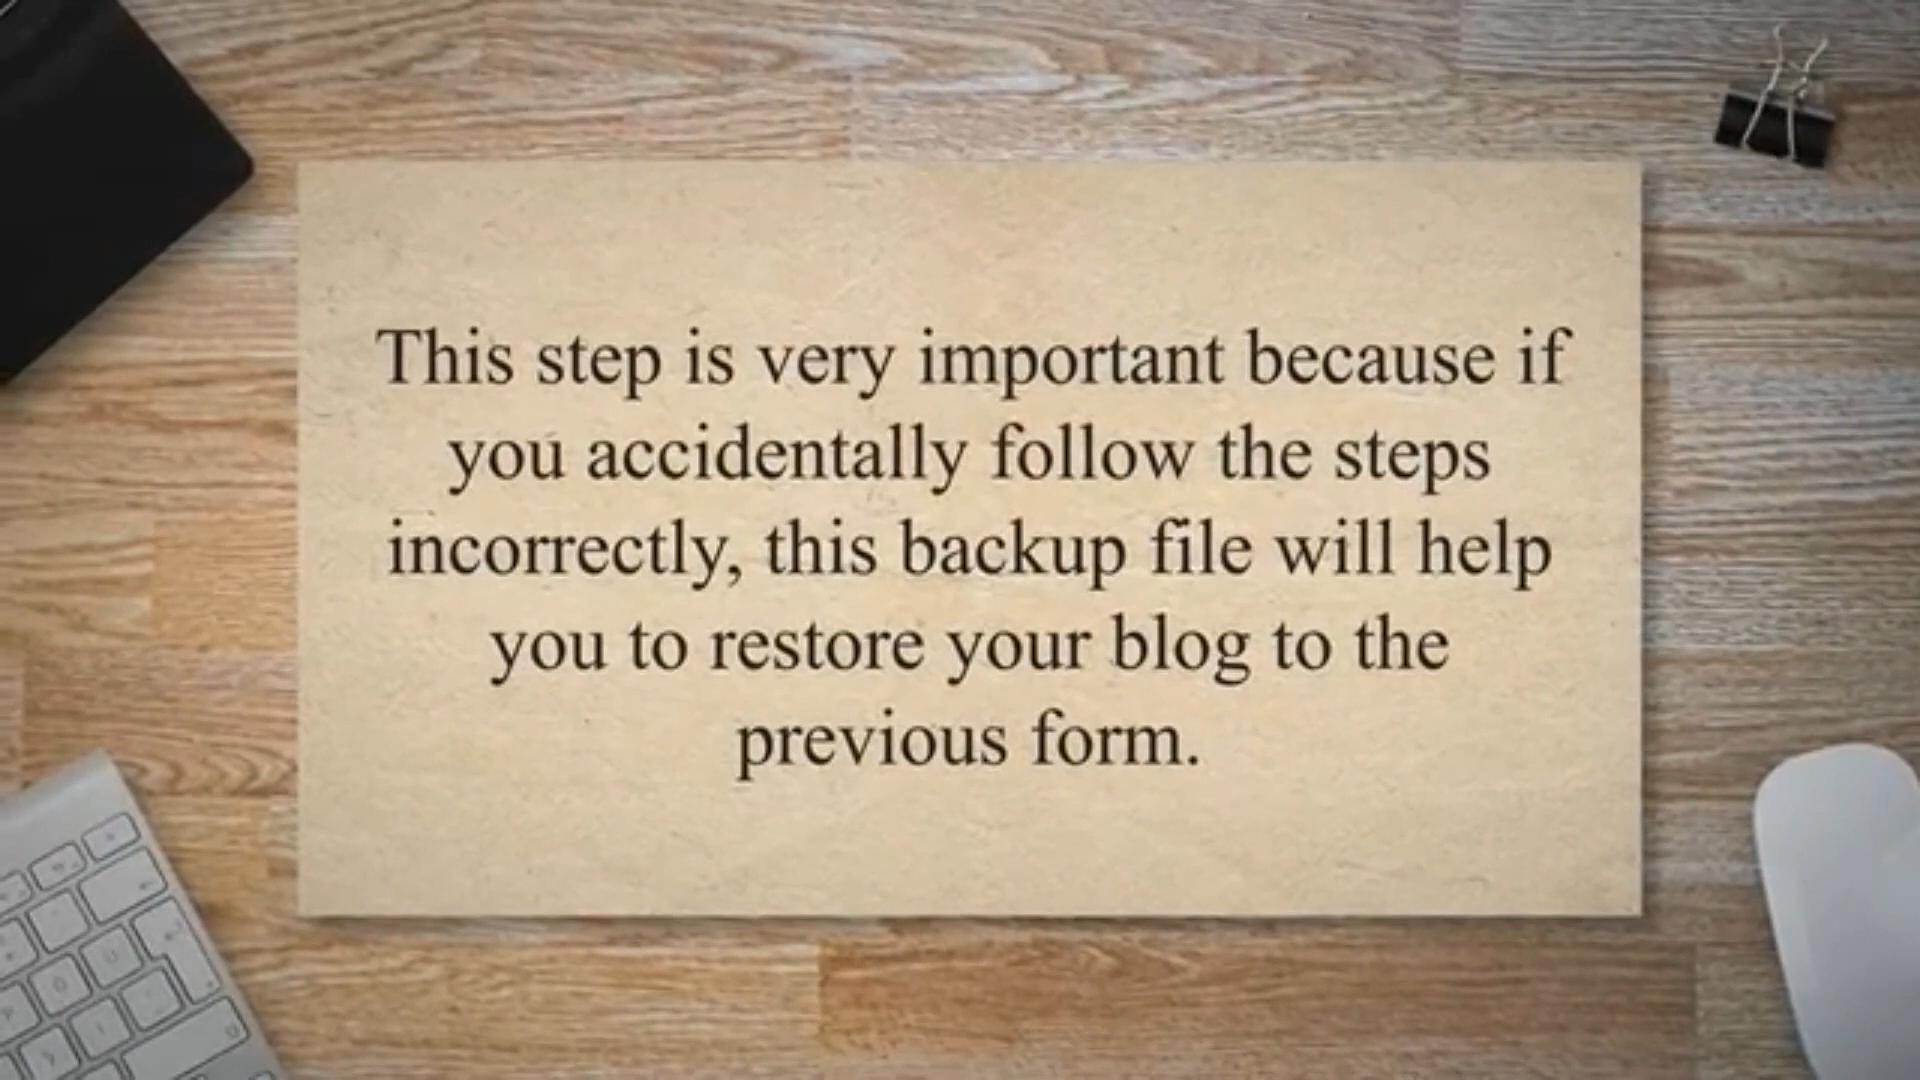 This step is very important because if
you accidentally follow the steps
incorrectly, this backup file will help
you to restore your blog to the
previous form.